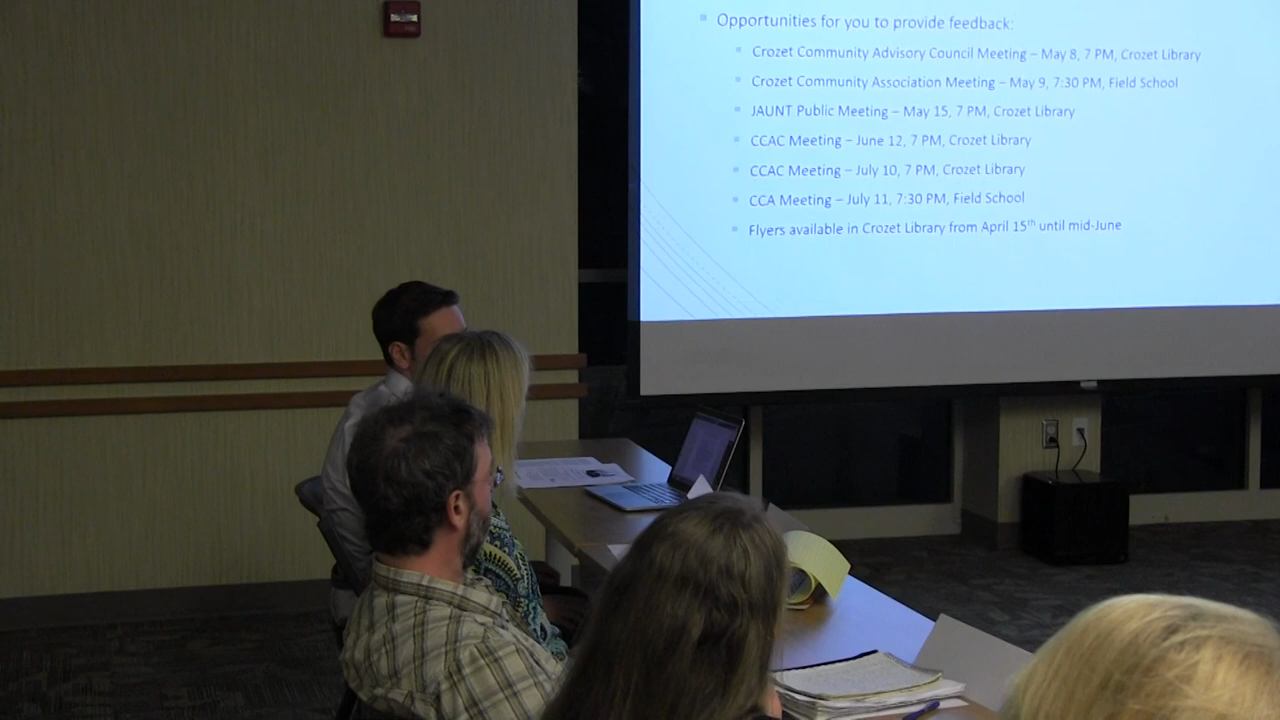 Opportunities for you to provide feedback:
Crozet Community Advisory Council Meeting – May 8, 7 PM, Crozet Library
Crozet Community Association Meeting – May 9, 7:30 PM, Field School
JAUNT Public Meeting – May 15, 7 PM, Crozet Library
CCAC Meeting – June 12, 7 PM, Crozet Library
CCAC Meeting – July 10, 7 PM, Crozet Library
CCA Meeting – July 11, 7:30 PM, Field School
Flyers available in Crozet Library from April 15th until mid-June